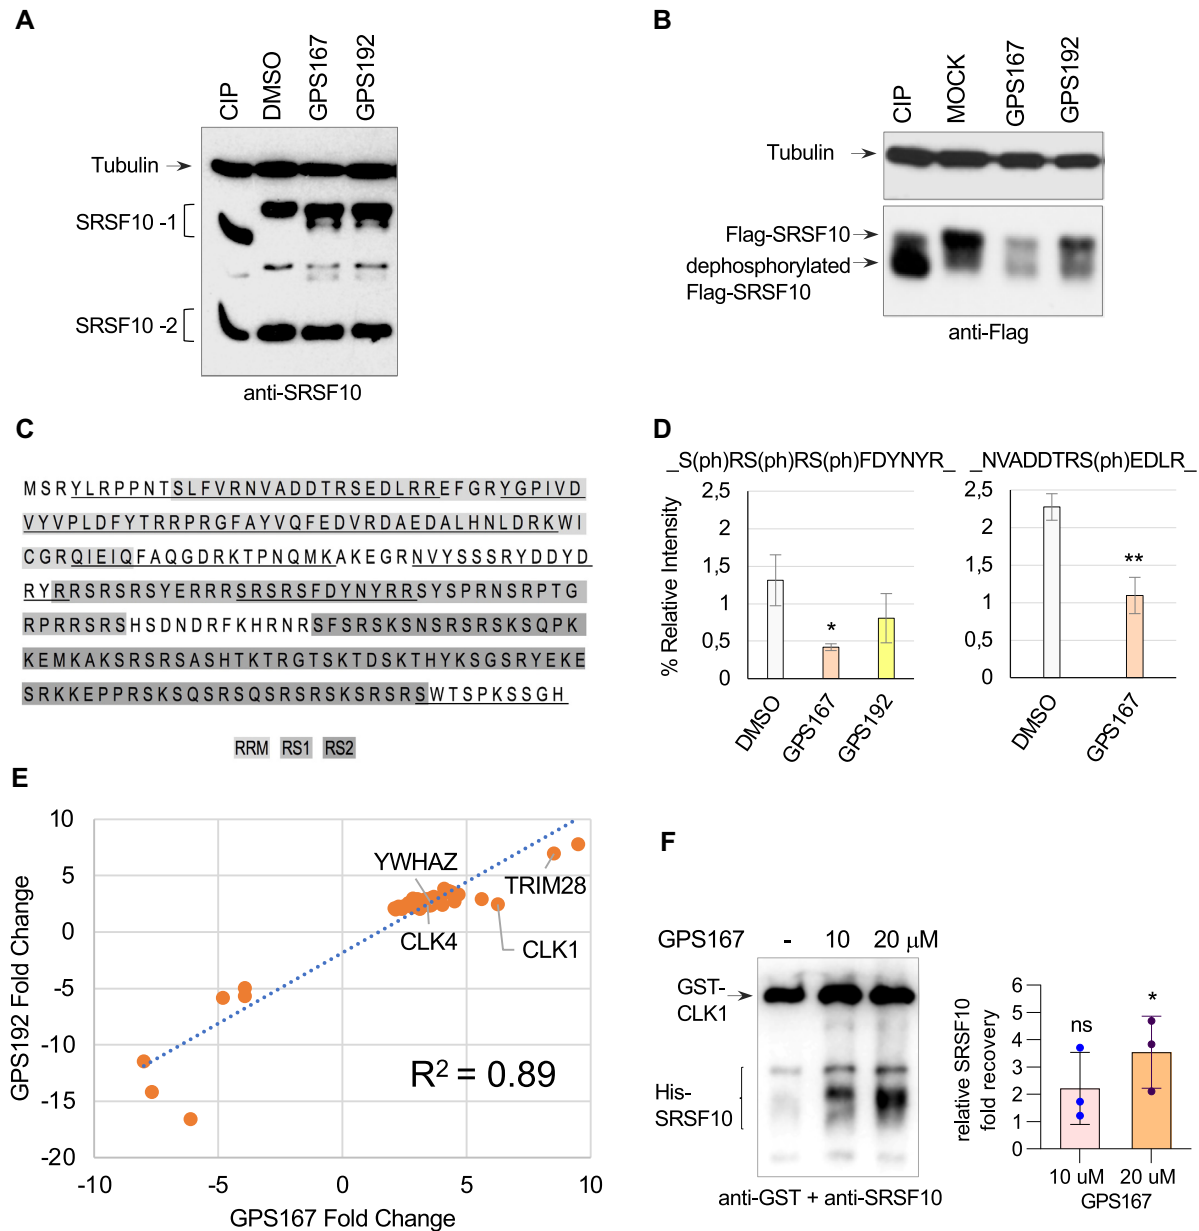 A
CIP
DMSO
GPS167
GPS192
Tubulin
SRSF10 -1
SRSF10 -2
anti-SRSF10
B
CIP
MOCK
GPS167
GPS192
Tubulin
Flag-SRSF10
dephosphorylated
Flag-SRSF10
anti-Flag
C
MSRYLRPPNTSLFVRNVADDTRSEDLRREFGRYGPIVD
VYVPLDFYTRRPRGFAYVQFEDVRDAEDALHNLDRKWI
CGRQIEIQFAQGDRKTPNQMKAKEGRNVYSSSRYDDYD
RYRRSRSRSYERRRSRSRSFDYNYRRSYSPRNSRPTG
RPRRSRSHSDNDRFKHRNRSFSRSKSNSRSRSKSQPK
KEMKAKSRSRSASHTKTRGTSKTDSKTHYKSGSRYEKE
SRKKEPPRSKSQSRSQSRSRSKSRSRSWTSPKSSGH
RRM RS1 RS2
D
_S(ph)RS(ph)RS(ph)FDYNYR_
_NVADDTRS(ph)EDLR_
% Relative Intensity
2,5
2
1,5
1
0,5
0
*
DMSO
GPS167
GPS192
2,5
2
1,5
1
0,5
0
**
DMSO
GPS167
E
GPS192 Fold Change
10
5
0
-5
-10
-15
-20
YWHAZ
TRIM28
CLK4
CLK1
R2 = 0.89
-10 -5 0 5 10
GPS167 Fold Change
F
GPS167 - 10 20 μM
GST-
CLK1
His-
SRSF10
anti-GST + anti-SRSF10
relative SRSF10
fold recovery
6
5
4
3
2
1
0
ns
*
10 uM 20 uM
GPS167